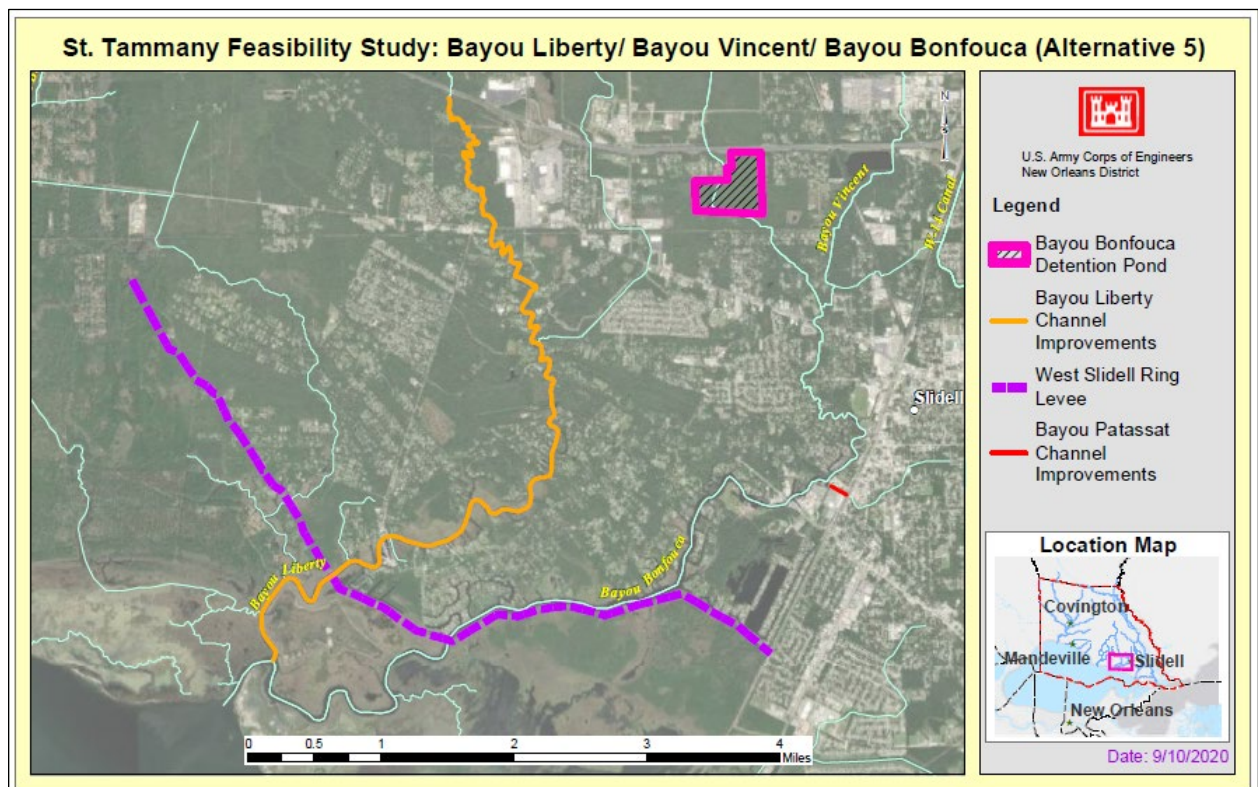 St. Tammany Feasibility Study: Bayou Liberty/ Bayou Vincent/ Bayou Bonfouca (Alternative 5)
N
Bayou Vincent
W-14 Canal
Slidell
Bayou Liberty
Bayou Bonfouca
0 0.5 1 2 3 4
Miles
U.S. Army Corps of Engineers
New Orleans District
Legend
Bayou Bonfouca
Detention Pond
Bayou Liberty
Channel
Improvements
West Slidell Ring
Levee
Bayou Patassat
Channel
Improvements
Location Map
Covington
Mandeville
Slidell
New Orleans
Date: 9/10/2020